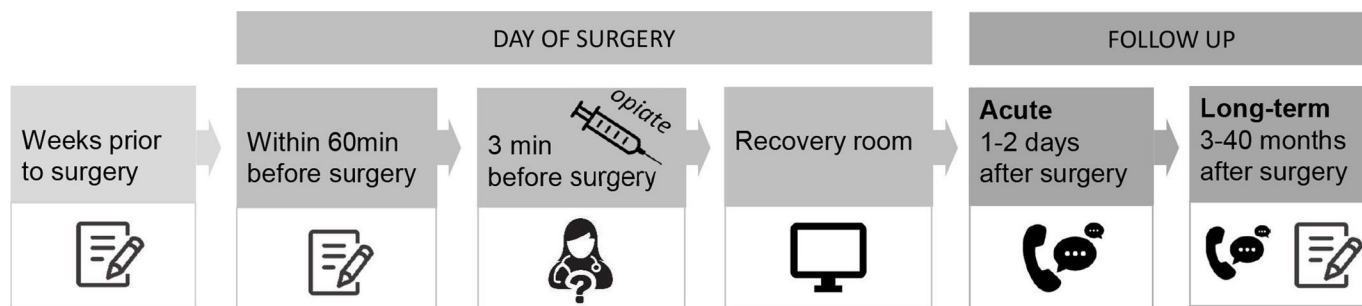 DAY OF SURGERY
FOLLOW UP
Weeks prior
to surgery
Within 60min
before surgery
opiate
3 min
before surgery
Recovery room
Acute
1-2 days
after surgery
Long-term
3-40 months
after surgery
?